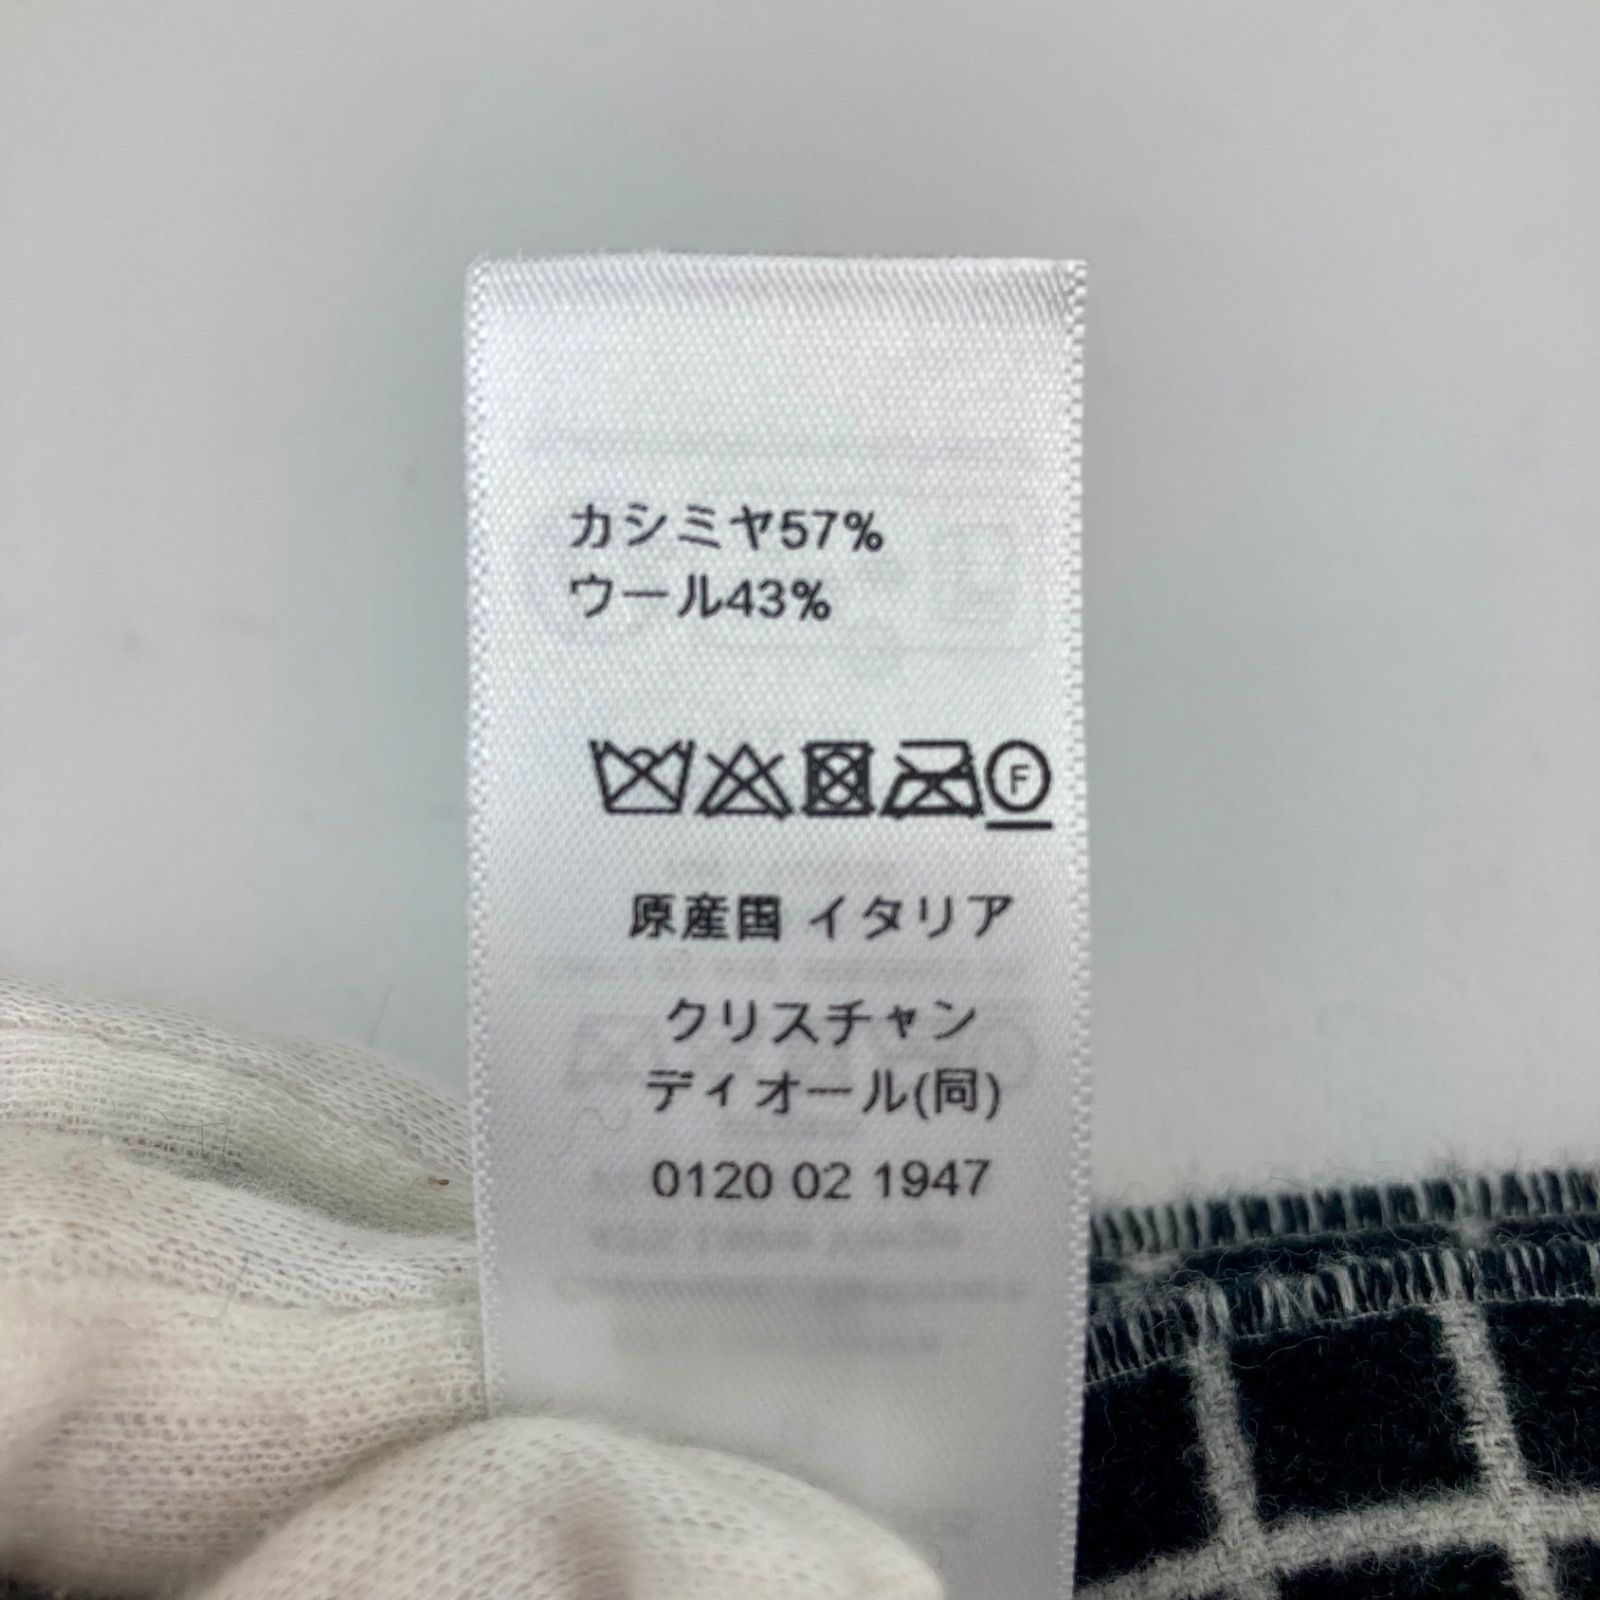 カシミヤ57%
ウール43%
F
原産国 イタリア
クリスチャン
ディオール(同)
0120 02 1947